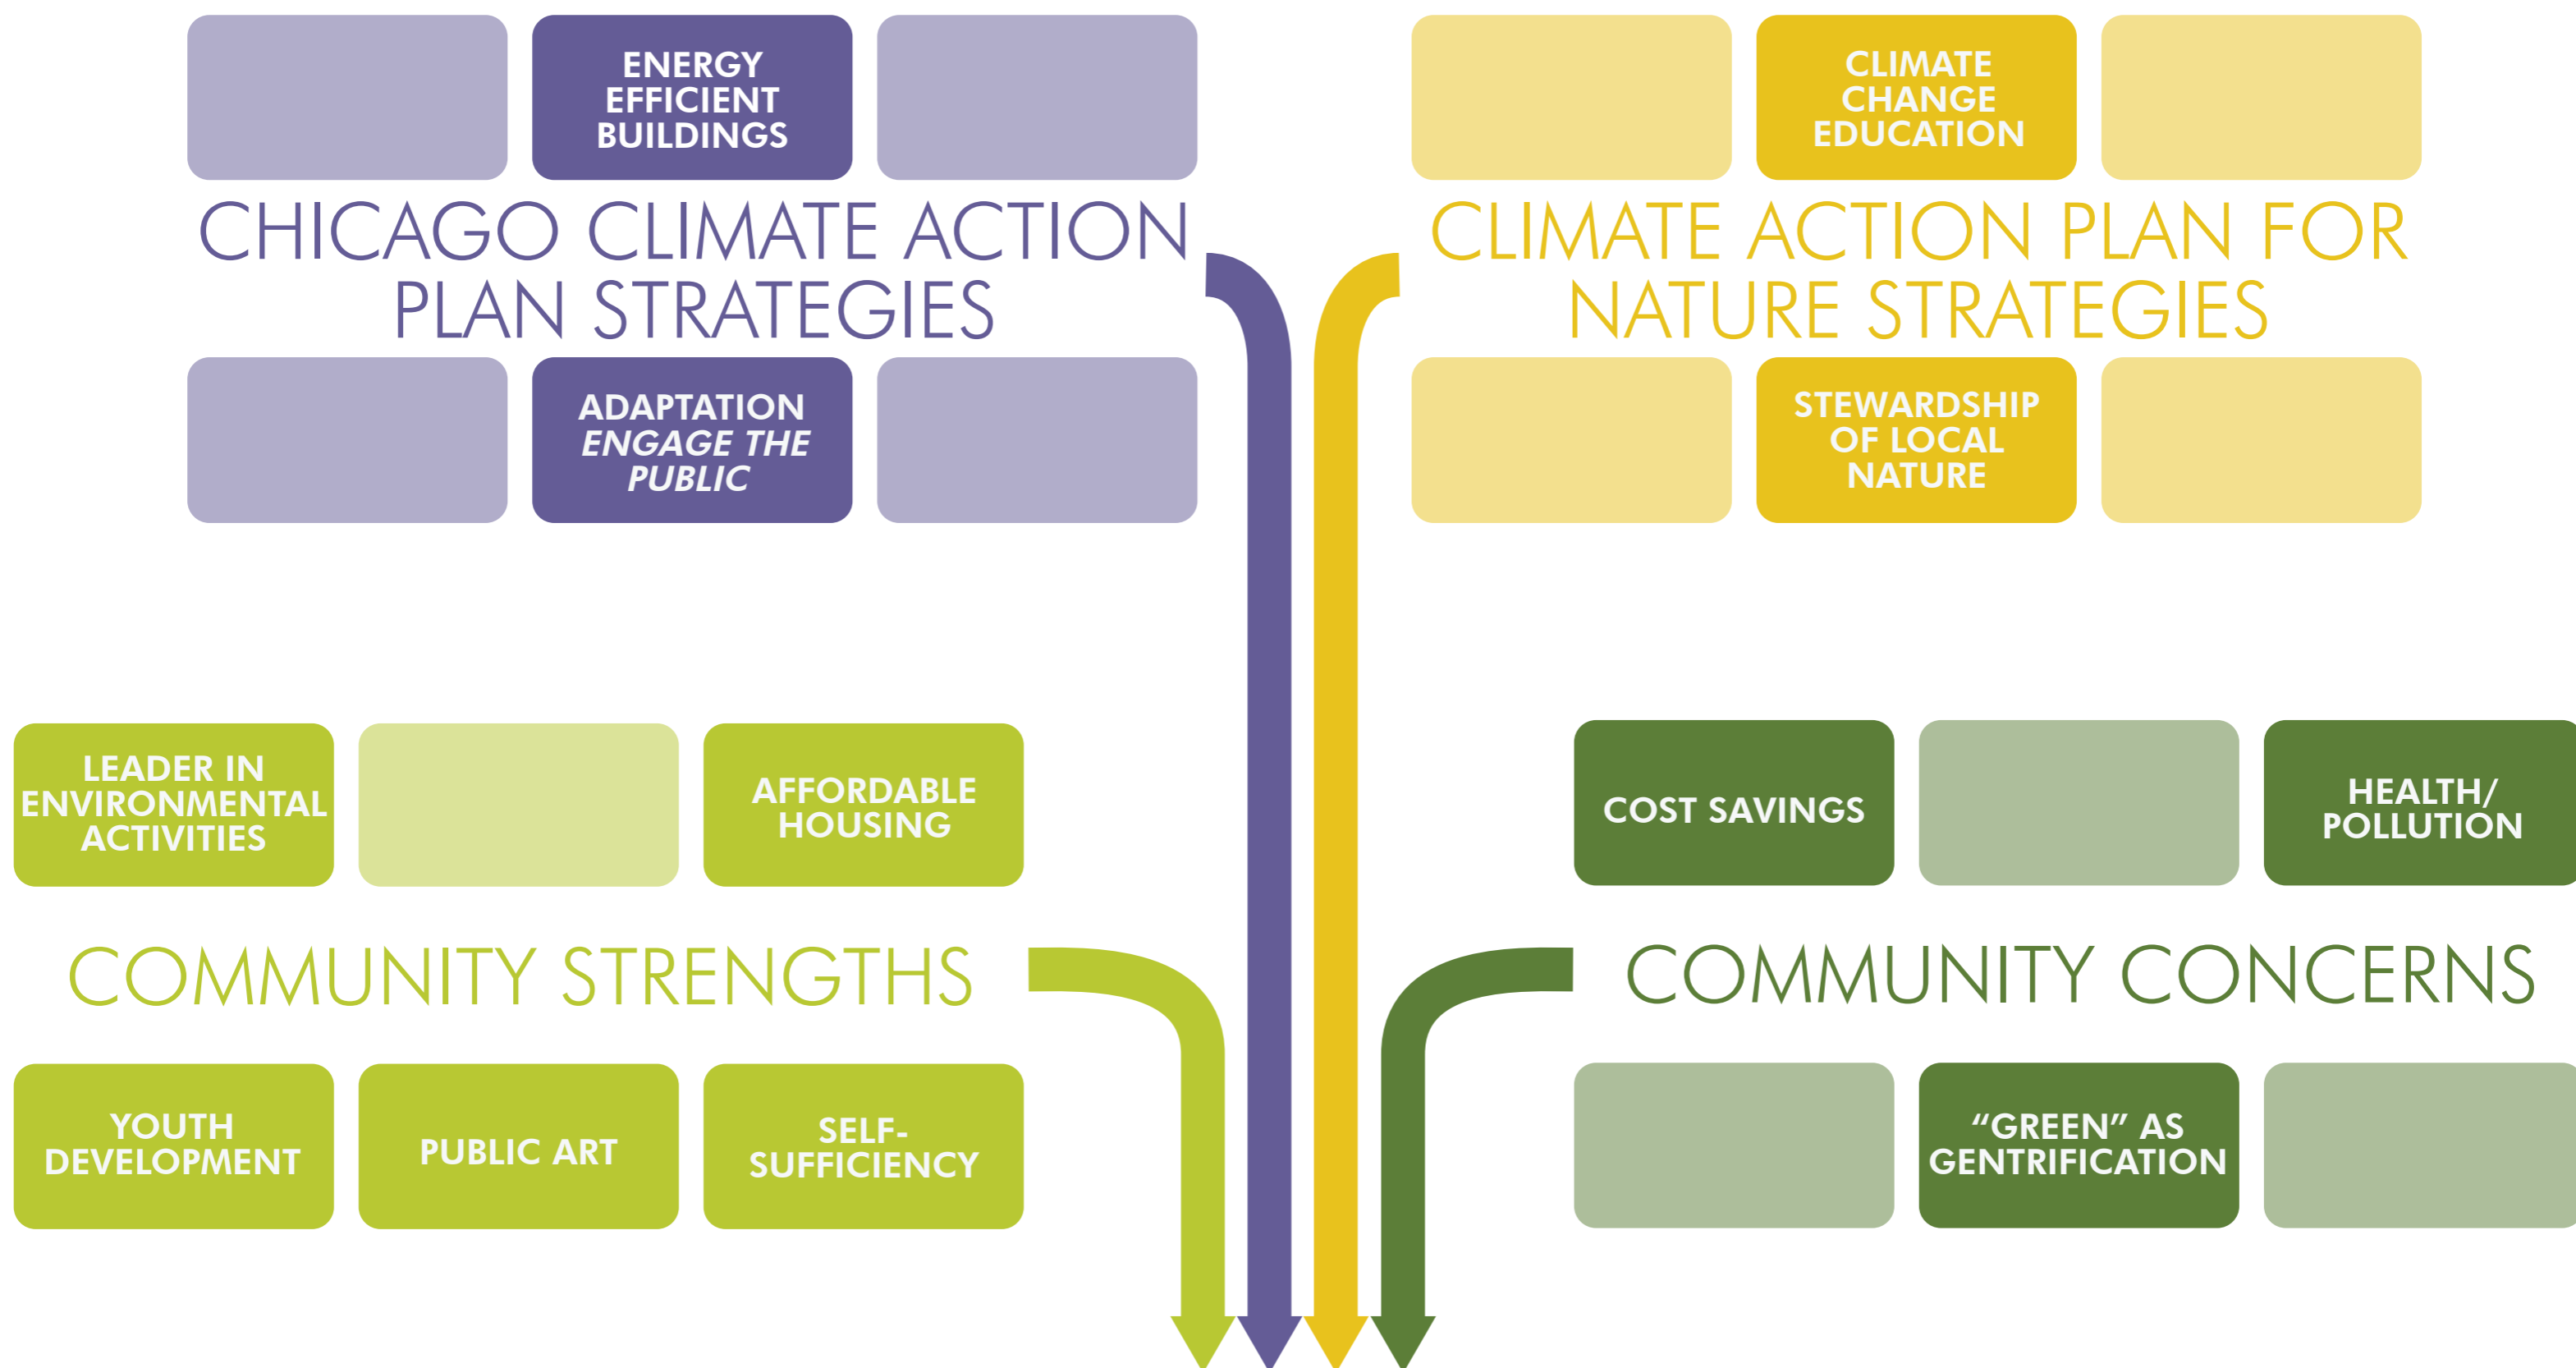 ENERGY
EFFICIENT
BUILDINGS
CHICAGO CLIMATE ACTION
PLAN STRATEGIES
ADAPTATION
ENGAGE THE
PUBLIC
CLIMATE
CHANGE
EDUCATION
CLIMATE ACTION PLAN FOR
NATURE STRATEGIES
STEWARDSHIP
OF LOCAL
NATURE
LEADER IN
ENVIRONMENTAL
ACTIVITIES
AFFORDABLE
HOUSING
COMMUNITY STRENGTHS
YOUTH
DEVELOPMENT
PUBLIC ART
SELF-
SUFFICIENCY
COST SAVINGS
HEALTH/
POLLUTION
COMMUNITY CONCERNS
“GREEN” AS
GENTRIFICATION